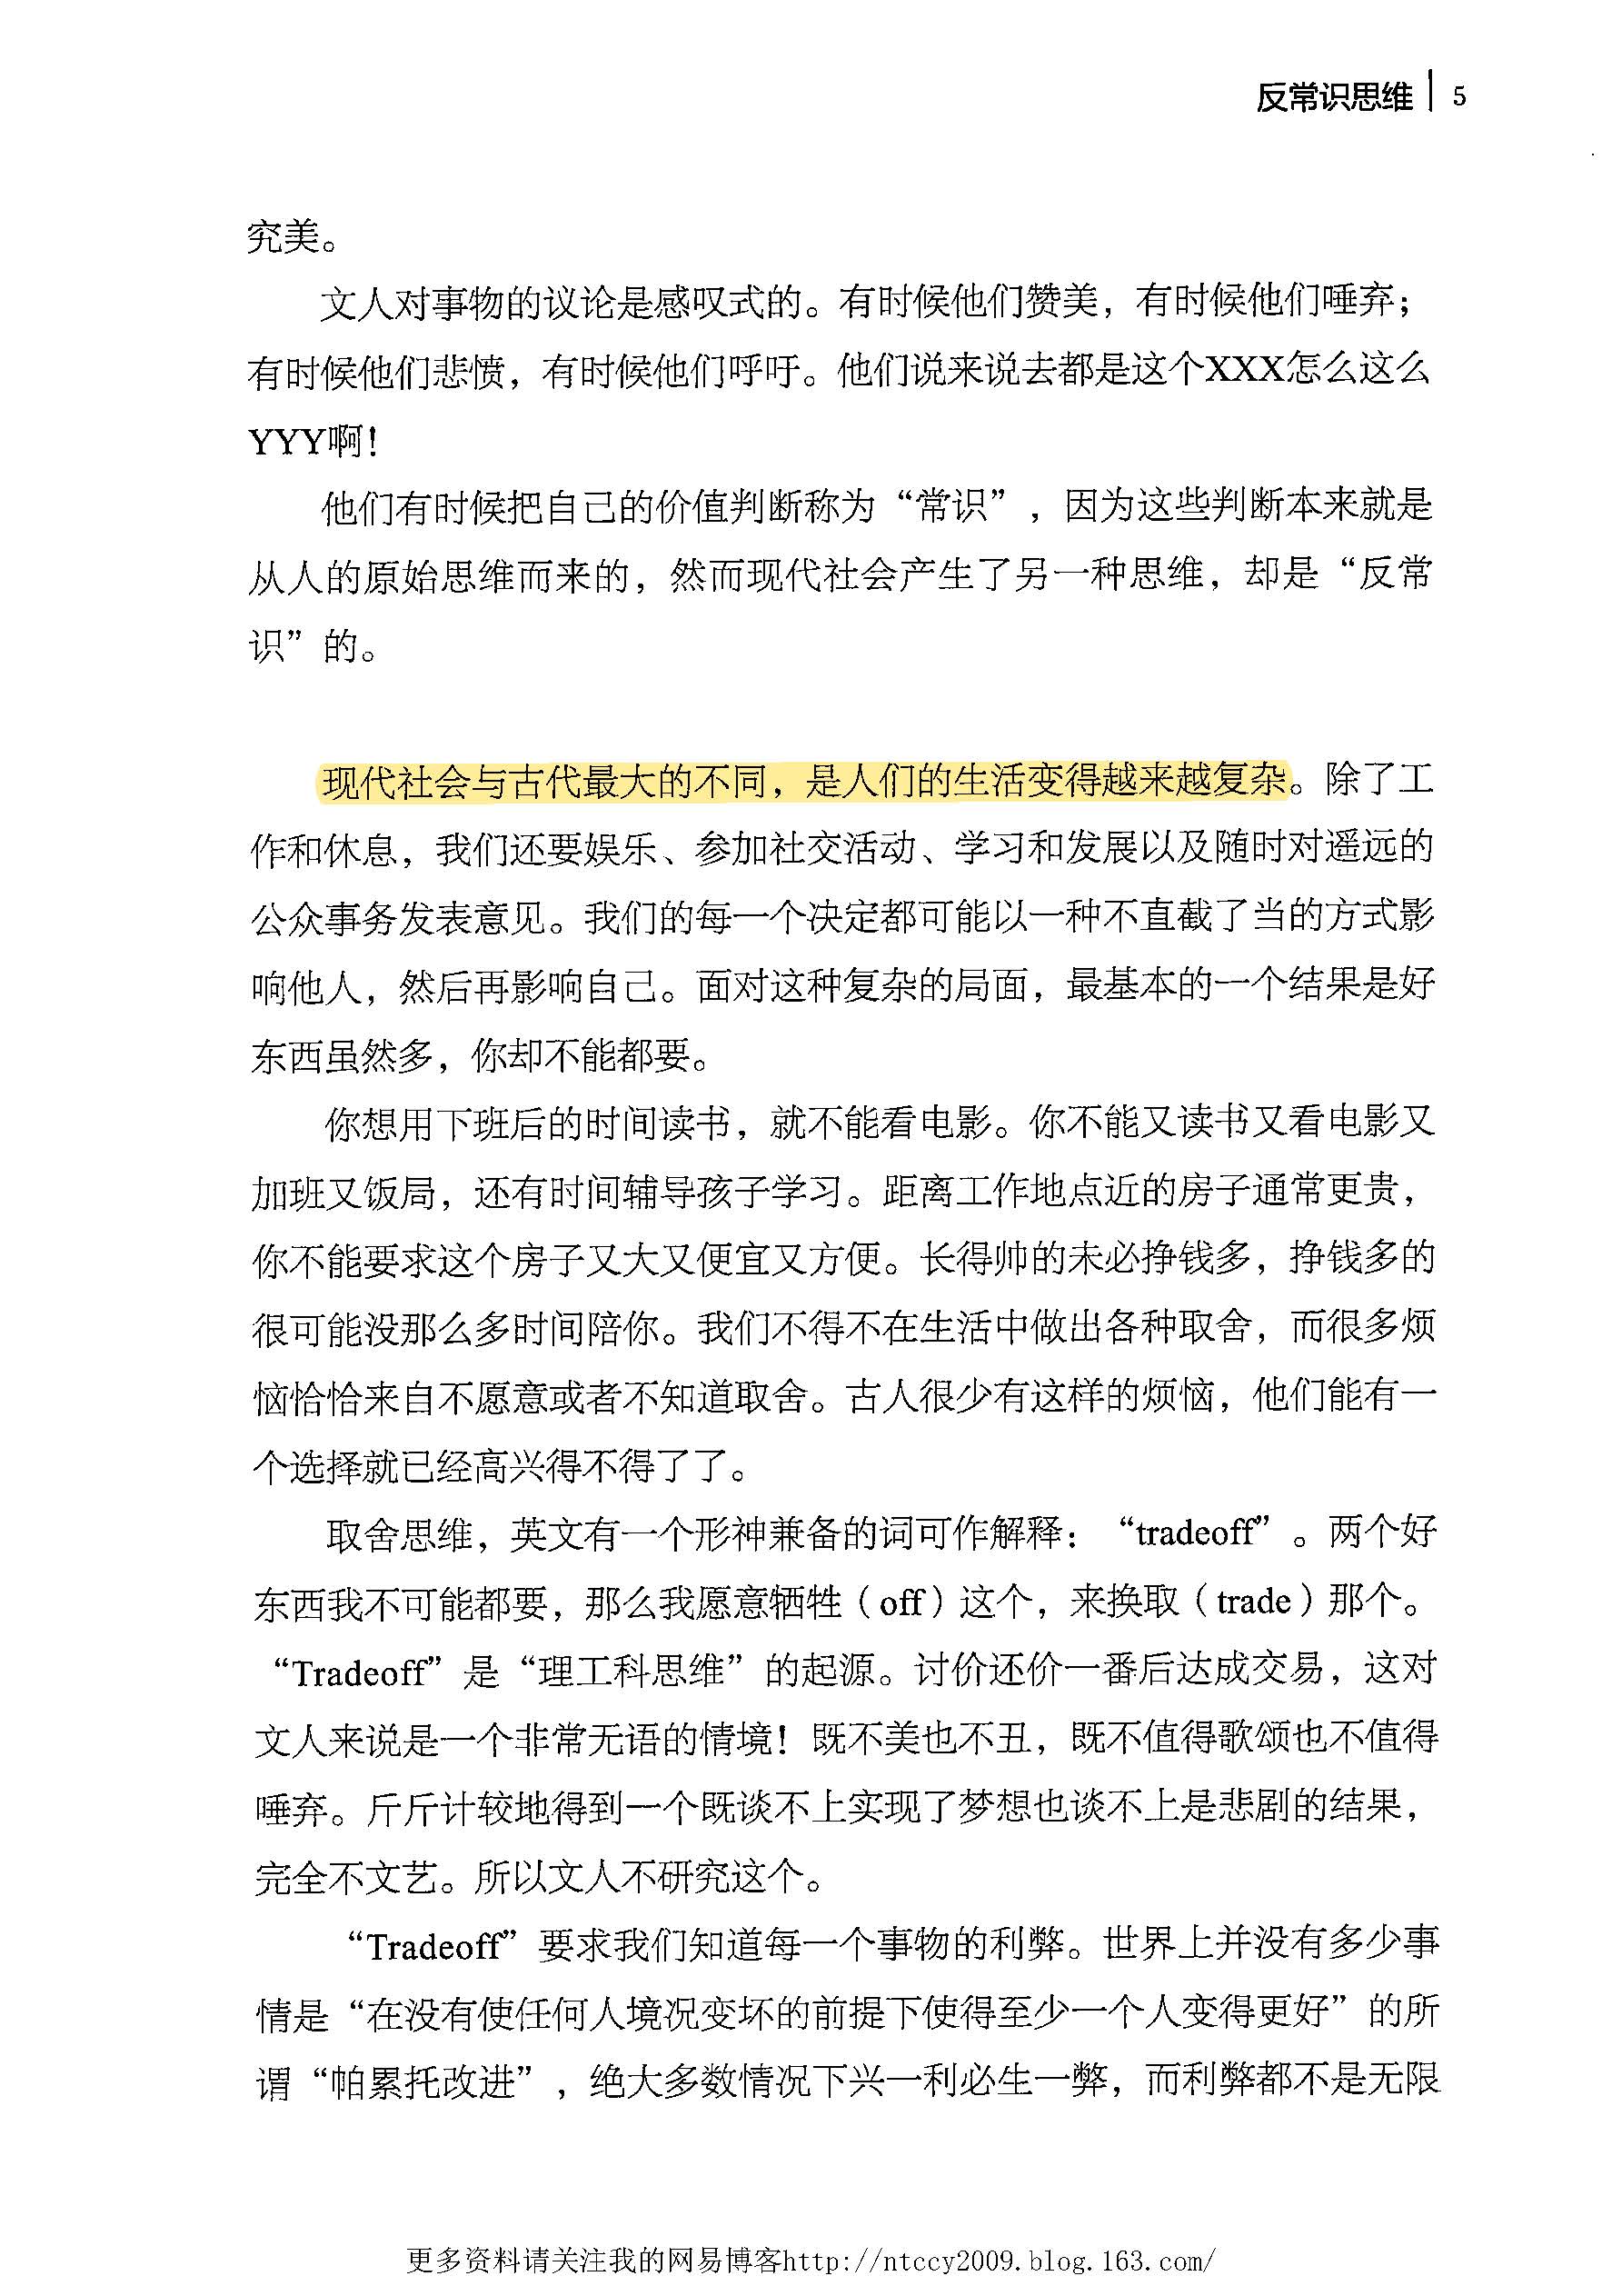 反常识思维 5
究美。
文人对事物的议论是感叹式的。有时候他们赞美，有时候他们唾弃；
有时候他们悲愤，有时候他们呼吁。他们说来说去都是这个XXX怎么这么
YYY啊！
他们有时候把自己的价值判断称为“常识”，因为这些判断本来就是
从人的原始思维而来的，然而现代社会产生了另一种思维，却是“反常
识”的。
现代社会与古代最大的不同，是人们的生活变得越来越复杂。除了工
作和休息，我们还要娱乐、参加社交活动、学习和发展以及随时对遥远的
公众事务发表意见。我们的每一个决定都可能以一种不直截了当的方式影
响他人，然后再影响自己。面对这种复杂的局面，最基本的一个结果是好
东西虽然多，你却不能都要。
你想用下班后的时间读书，就不能看电影。你不能又读书又看电影又
加班又饭局，还有时间辅导孩子学习。距离工作地点近的房子通常更贵，
你不能要求这个房子又大又便宜又方便。长得帅的未必挣钱多，挣钱多的
很可能没那么多时间陪你。我们不得不在生活中做出各种取舍，而很多烦
恼恰恰来自不愿意或者不知道取舍。古人很少有这样的烦恼，他们能有一
个选择就已经高兴得不得了了。
取舍思维，英文有一个形神兼备的词可作解释：“tradeoff”。两个好
东西我不可能都要，那么我愿意牺牲（off）这个，来换取（trade）那个。
“Tradeoff”是“理工科思维”的起源。讨价还价一番后达成交易，这对
文人来说是一个非常无语的情境！既不美也不丑，既不值得歌颂也不值得
唾弃。斤斤计较地得到一个既谈不上实现了梦想也谈不上是悲剧的结果，
完全不文艺。所以文人不研究这个。
“Tradeoff”要求我们知道每一个事物的利弊。世界上并没有多少事
情是“在没有使任何人境况变坏的前提下使得至少一个人变得更好”的所
谓“帕累托改进”，绝大多数情况下兴一利必生一弊，而利弊都不是无限
更多资料请关注我的网易博客http://ntccy2009.blog.163.com/